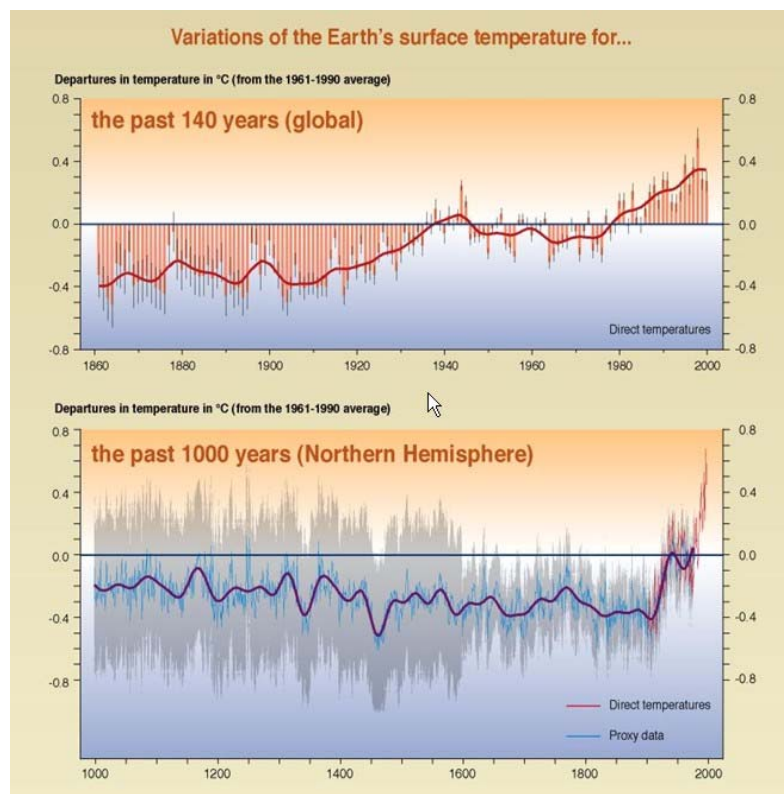 Variations of the Earth's surface temperature for...
Departures in temperature in °C (from the 1961-1990 average)
0.8 0.8
the past 140 years (global)
0.4 0.4
0.0 0.0
-0.4 -0.4
Direct temperatures
-0.8 -0.8
1860 1880 1900 1920 1940 1960 1980 2000
Departures in temperature in °C (from the 1961-1990 average)
0.8 0.8
the past 1000 years (Northern Hemisphere)
0.4 0.4
0.0 0.0
-0.4 -0.4
-0.8 -0.8
Direct temperatures
Proxy data
1000 1200 1400 1600 1800 2000